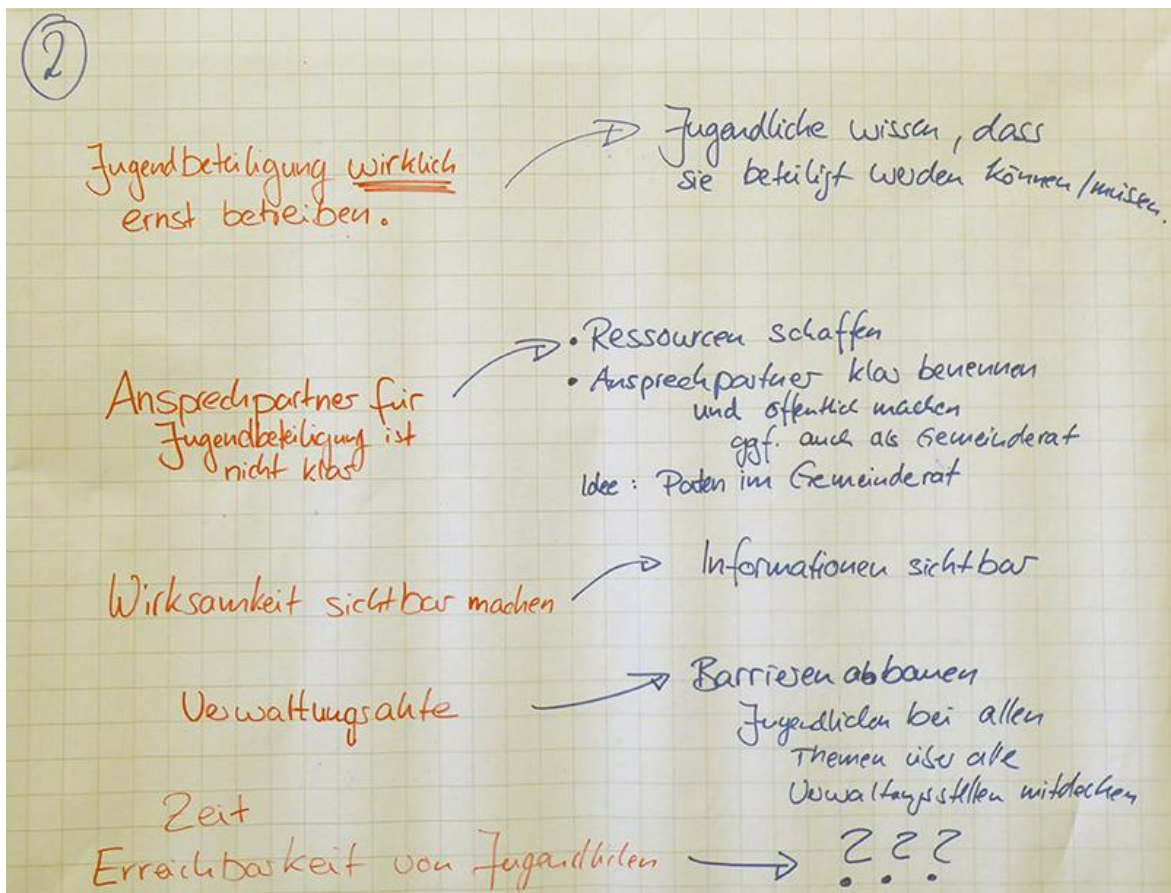 2
Jugendbeteiligung wirklich
ernst betreiben.
Jugendliche wissen, dass
sie beteiligt werden können/müssen.
Ansprechpartner für
Jugendbeteiligung ist
nicht klar
• Ressourcen schaffen
• Ansprechpartner klar benennen
und öffentlich machen
ggf. auch als Gemeinderat
Idee: Paten im Gemeinderat
Wirksamkeit sichtbar machen
Informationen sichtbar
Verwaltungsakte
Barrieren abbauen
Jugendlichen bei allen
Themen über alle
Verwaltungsstellen mitdecken
Zeit
Erreichbarkeit von Jugendlichen
???